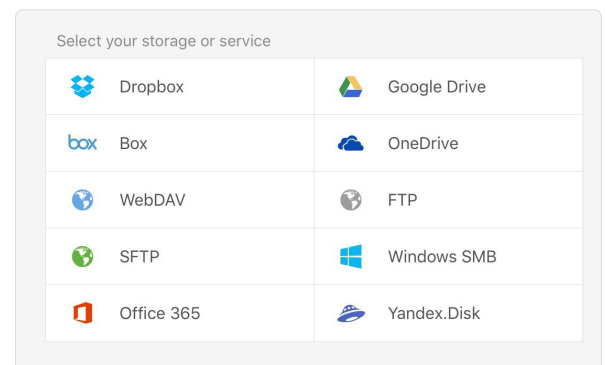 Select your storage or service
Dropbox
Google Drive
box Box
OneDrive
WebDAV
FTP
SFTP
Windows SMB
Office 365
Yandex.Disk